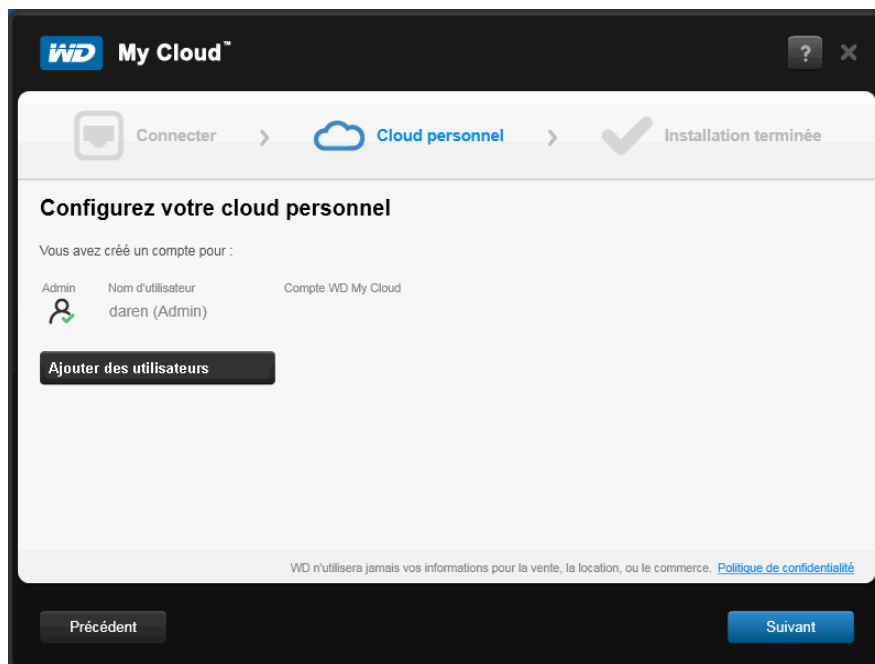 WD My Cloud™
?
Connecter > Cloud personnel > Installation terminée
Configurez votre cloud personnel
Vous avez créé un compte pour :
Admin Nom d'utilisateur Compte WD My Cloud
daren (Admin)
Ajouter des utilisateurs
WD n'utilisera jamais vos informations pour la vente, la location, ou le commerce. Politique de confidentialité
Précédent Suivant